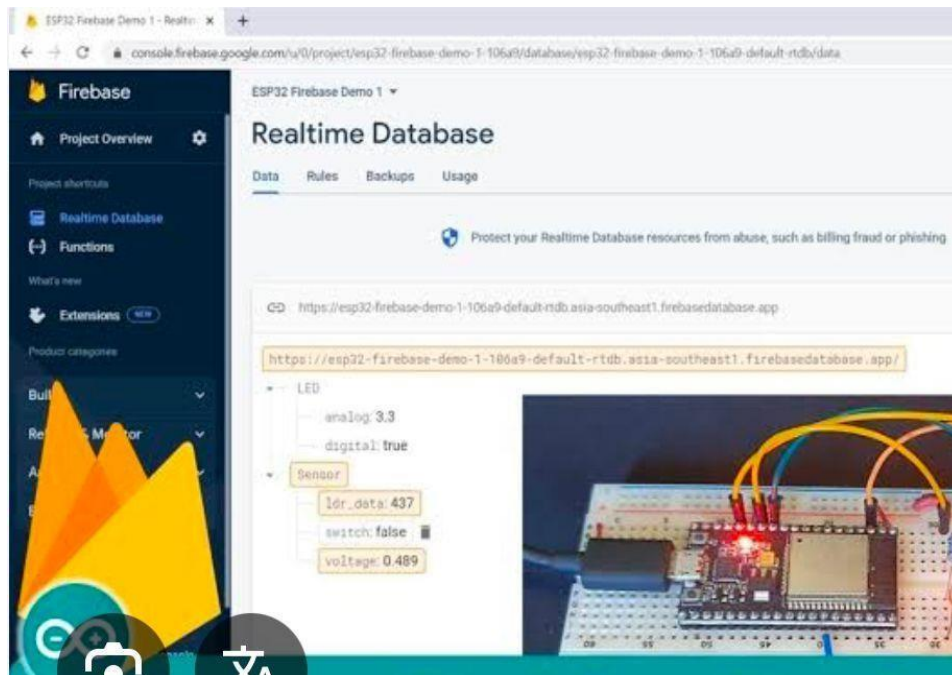 ESP32 Firebase Demo 1 - Realtim
console.firebase.google.com/u/0/project/esp32-firebase-demo-1-106a9/database/esp32-firebase-demo-1-106a9-default-rtdb/data
Firebase
ESP32 Firebase Demo 1
Project Overview
Realtime Database
Data Rules Backups Usage
Project shortcuts
Realtime Database
Functions
Protect your Realtime Database resources from abuse, such as billing fraud or phishing
What's new
Extensions NEW
https://esp32-firebase-demo-1-106a9-default-rtdb.asia-southeast1.firebasedatabase.app
Product categories
https://esp32-firebase-demo-1-106a9-default-rtdb.asia-southeast1.firebasedatabase.app/
LED
analog: 3.3
digital: true
Sensor
ldr_data: 437
switch: false
voltage: 0.489